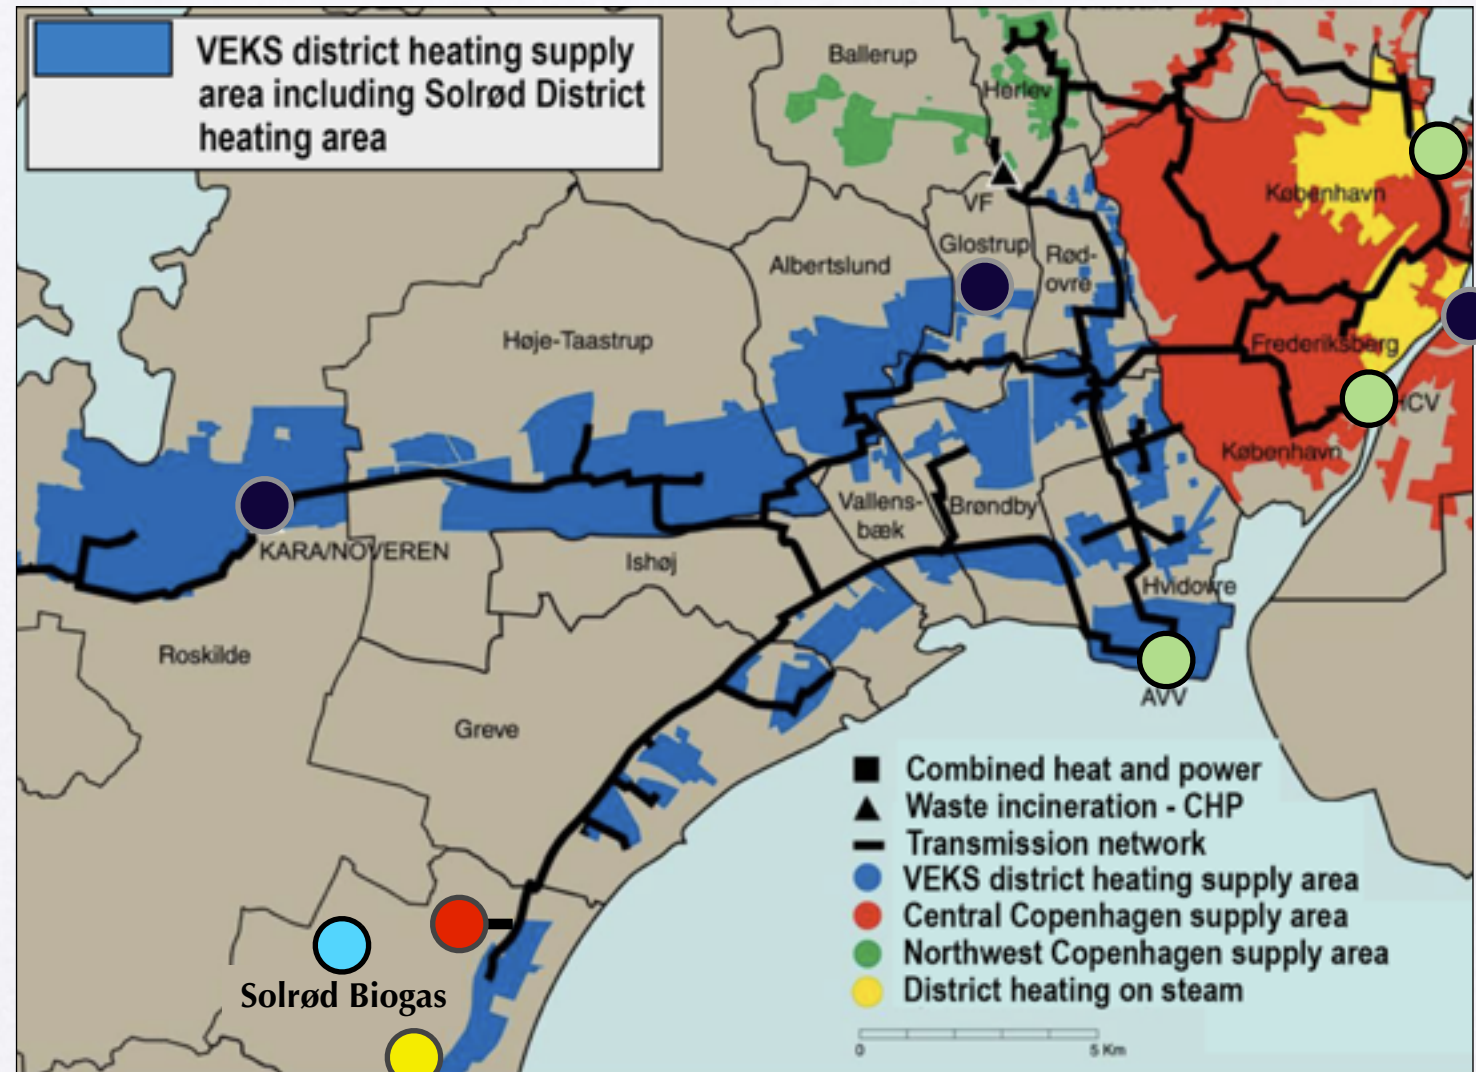 VEKS district heating supply
area including Solrød District
heating area
Ballerup
Herlev
København
VF
Glostrup
Albertslund
Rød-
ovre
Høje-Taastrup
Frederiksberg
HCV
København
Vallens-
bæk
Brøndby
KARA/NOVEREN
Ishøj
Hvidovre
Roskilde
AVV
Greve
Combined heat and power
Waste incineration - CHP
Transmission network
VEKS district heating supply area
Central Copenhagen supply area
Northwest Copenhagen supply area
District heating on steam
Solrød Biogas
0
5 Km